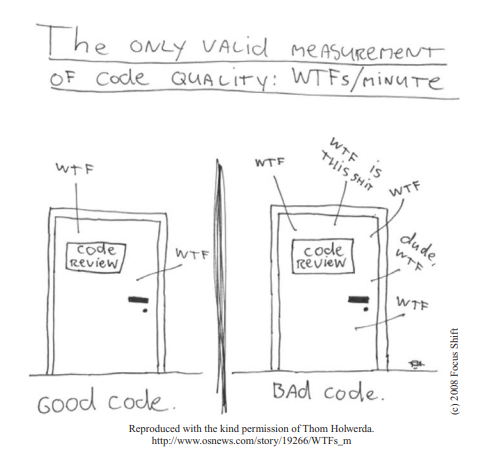 The ONLY VALID MEASUREMENT
OF Code QUALITY: WTFs/MINUTE
WTF
Code
REVIEW
WTF
GOOD CODE.
WTF
WTF IS
THIS SHIT
WTF
dude,
WTF
Code
REVIEW
WTF
BAD CODE.
(c) 2008 Focus Shift
Reproduced with the kind permission of Thom Holwerda.
http://www.osnews.com/story/19266/WTFs_m